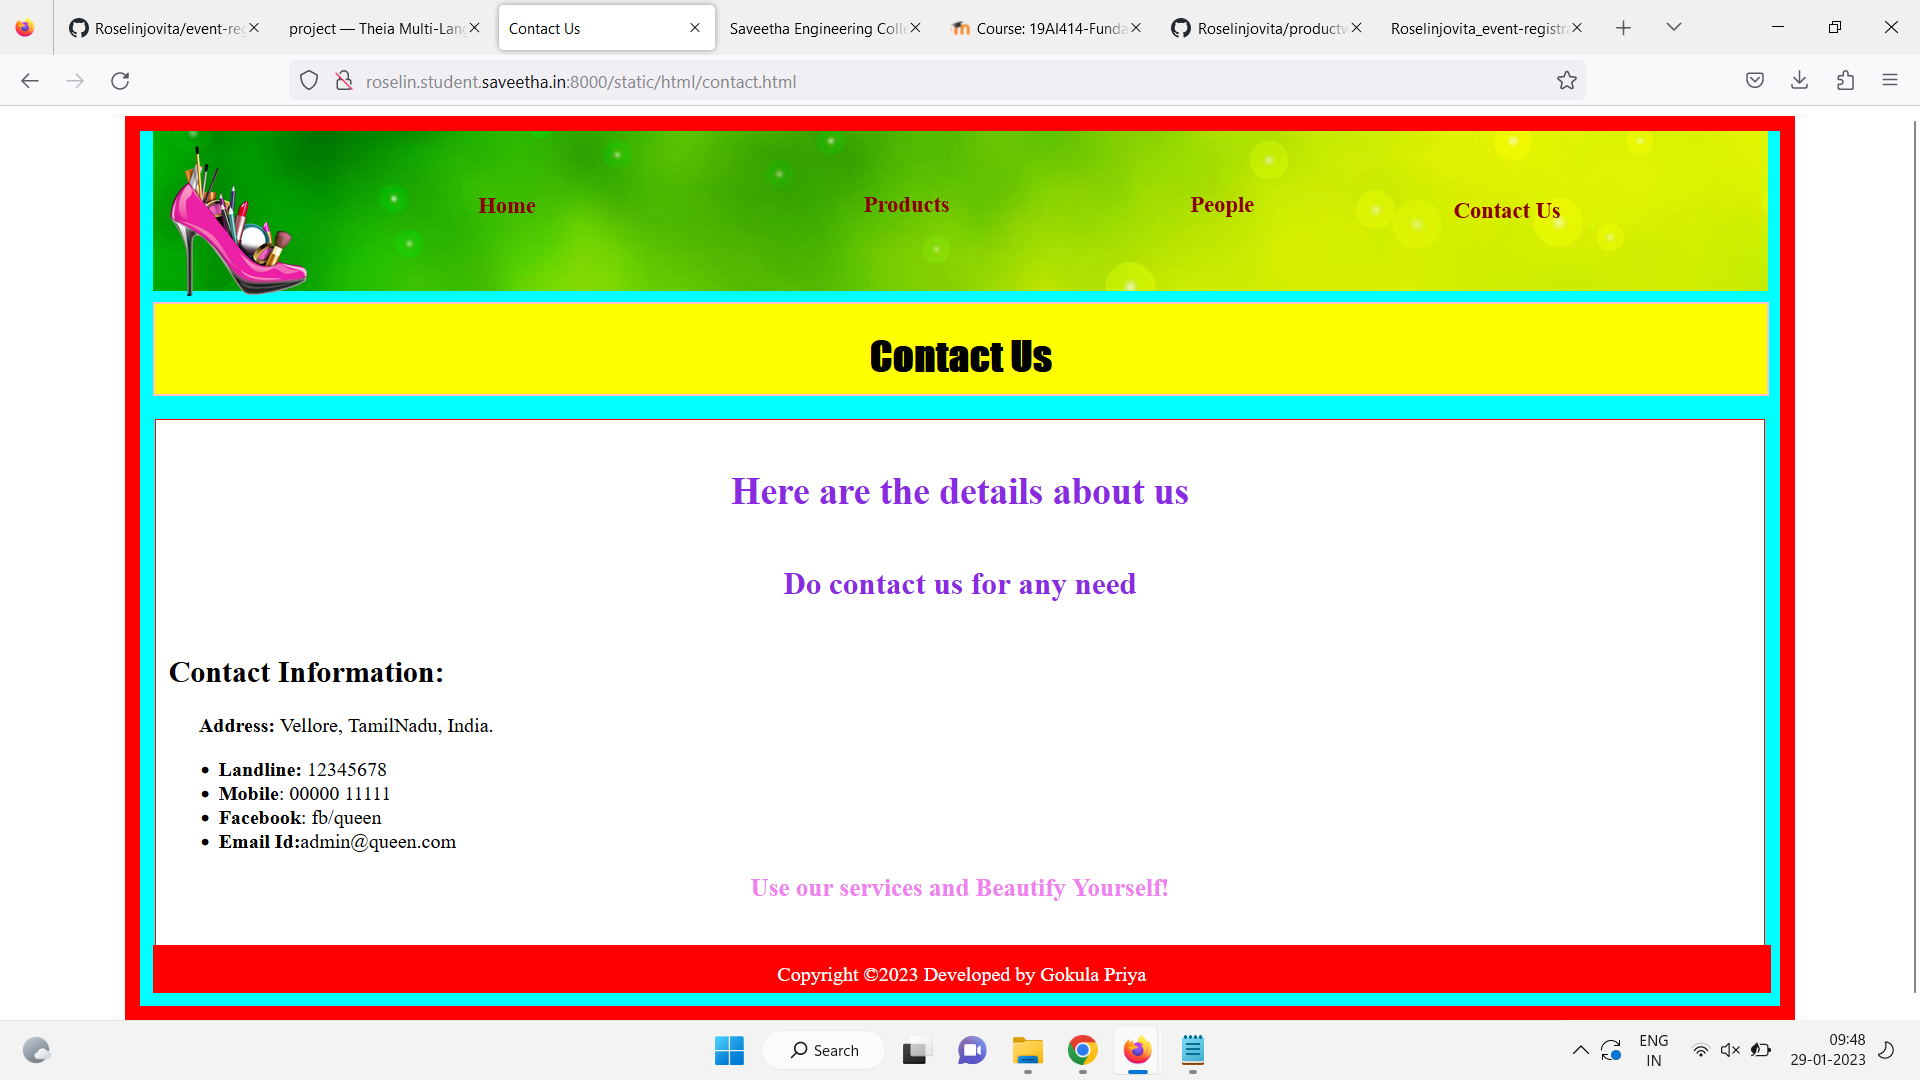 Roselinjovita/event-reg
project — Theia Multi-Lang
Contact Us
Saveetha Engineering Colle
Course: 19AI414-Funda
Roselinjovita/productw
Roselinjovita_event-registra
roselin.student.saveetha.in:8000/static/html/contact.html
Home
Products
People
Contact Us
Contact Us
Here are the details about us
Do contact us for any need
Contact Information:
Address: Vellore, TamilNadu, India.
Landline: 12345678
Mobile: 00000 11111
Facebook: fb/queen
Email Id:admin@queen.com
Use our services and Beautify Yourself!
Copyright ©2023 Developed by Gokula Priya
Search
ENG
IN
09:48
29-01-2023